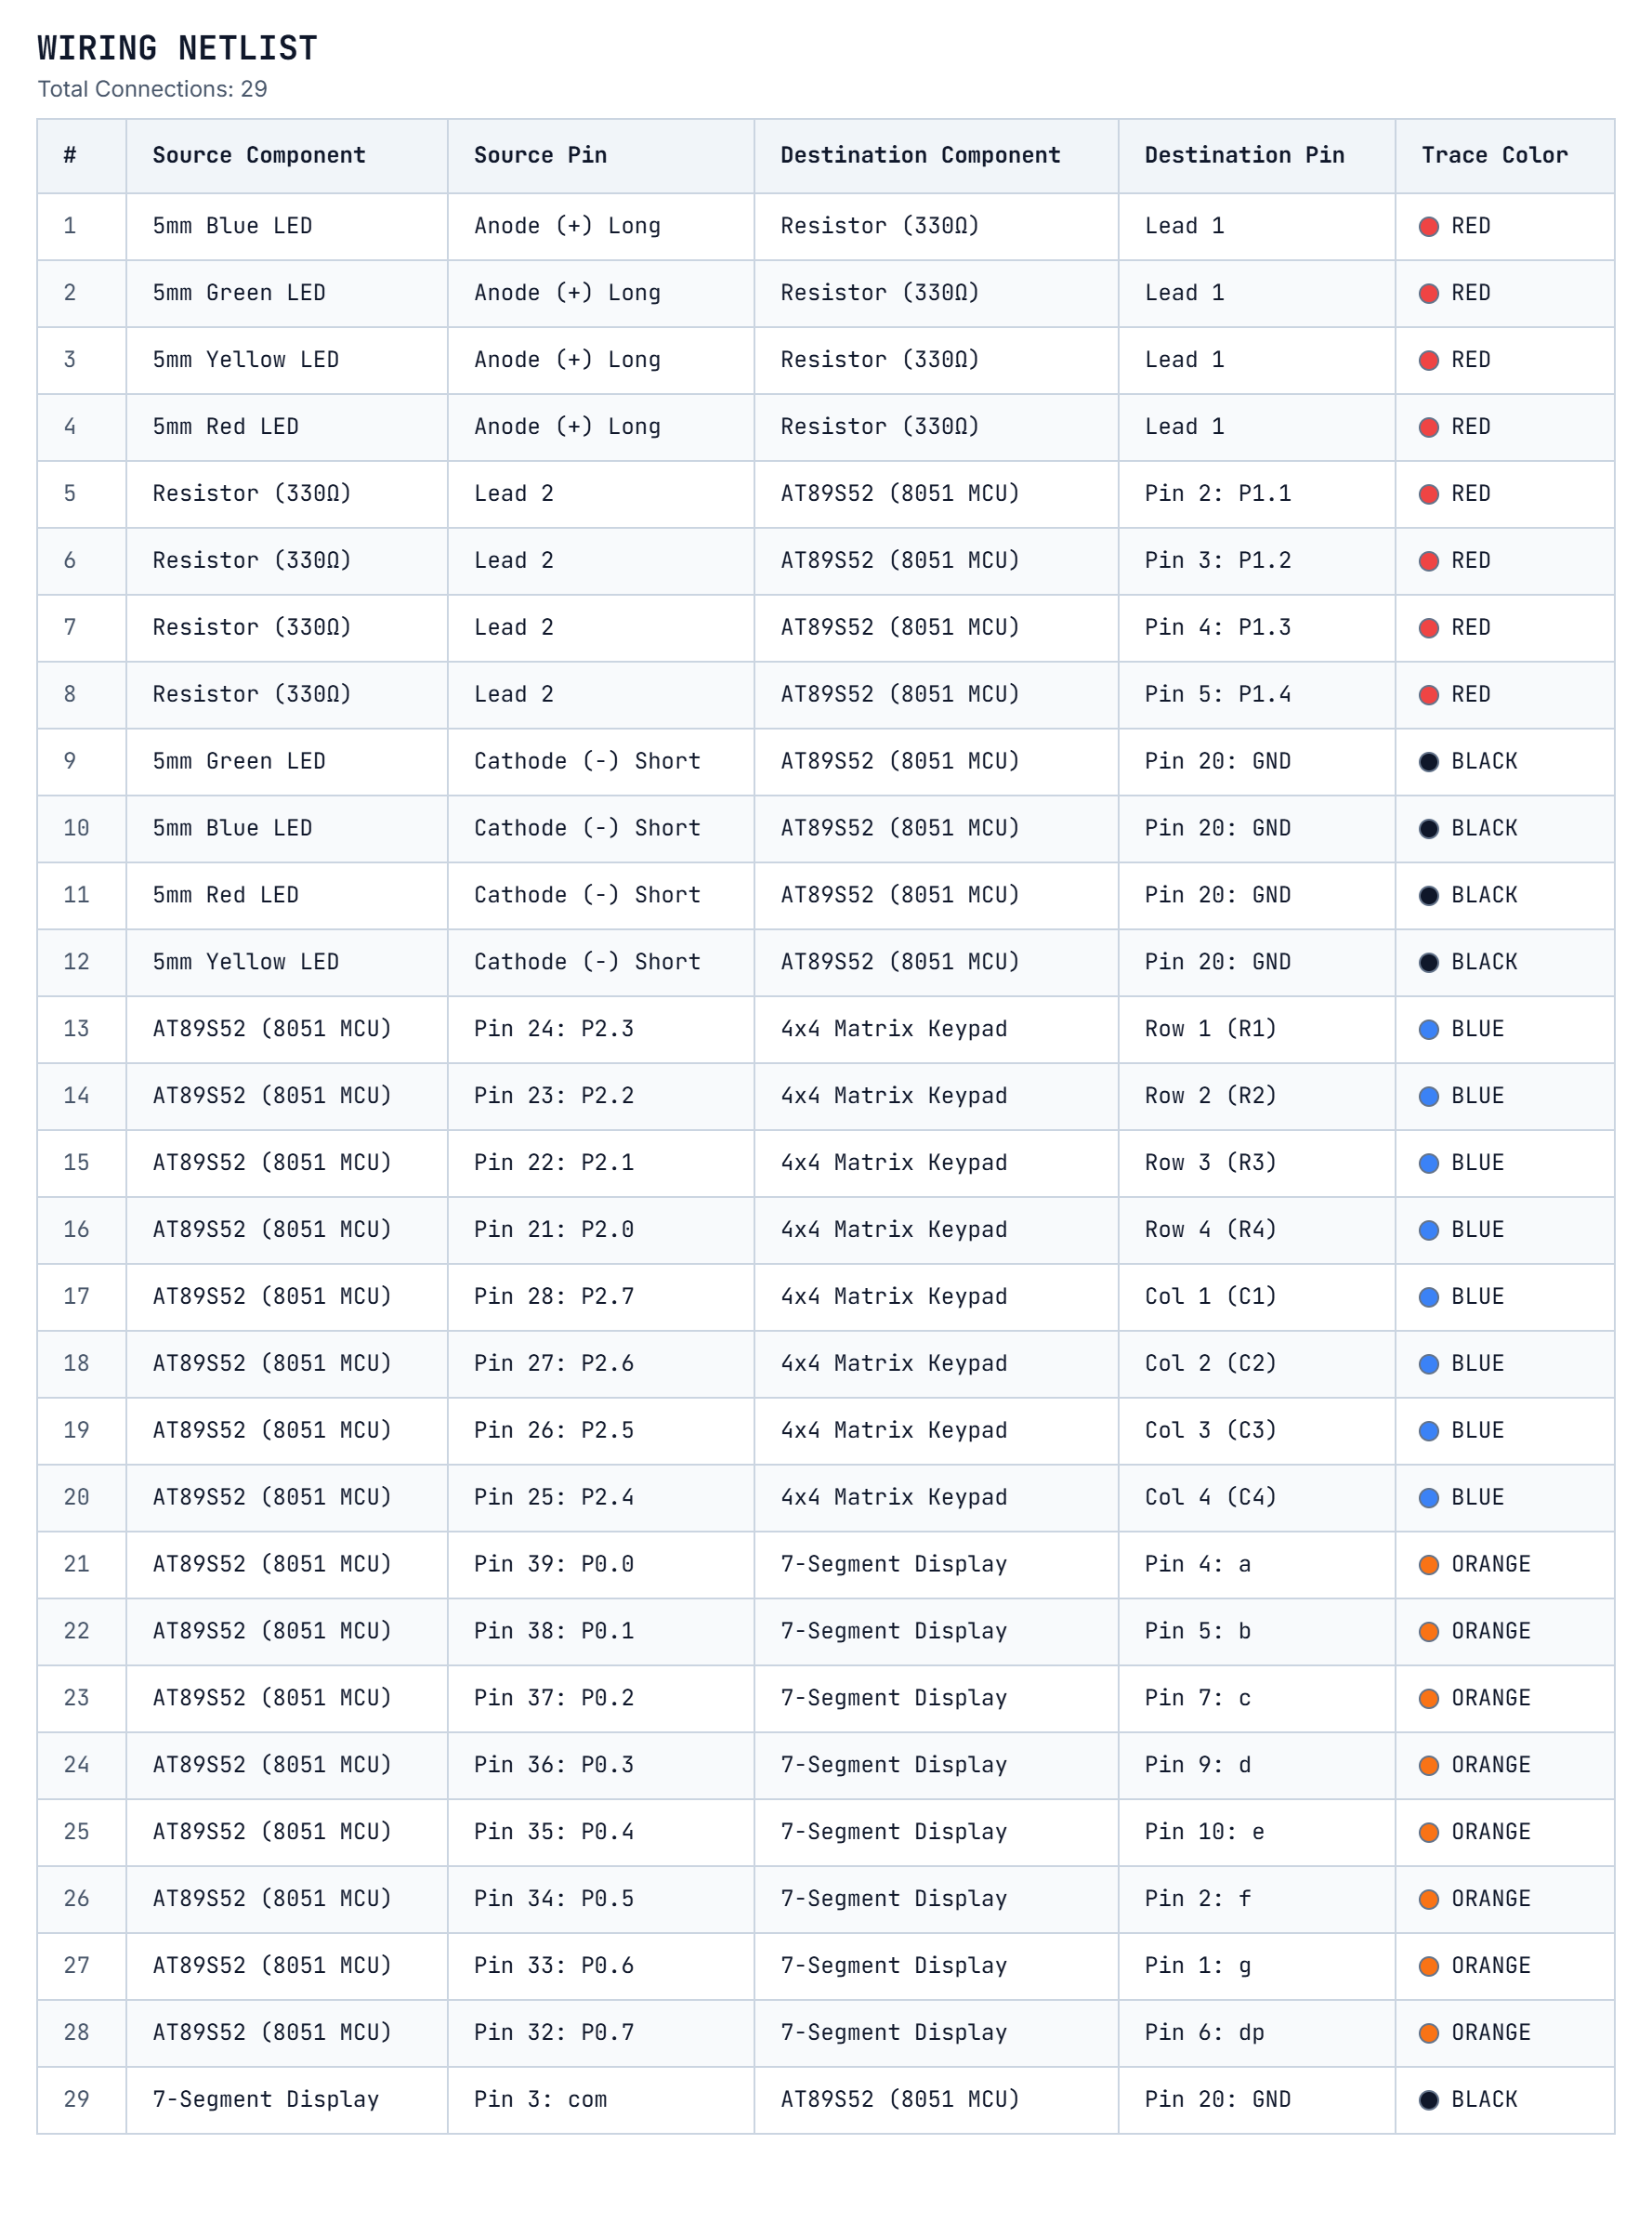 WIRING NETLIST
Total Connections: 29
# Source Component Source Pin Destination Component Destination Pin Trace Color
1 5mm Blue LED Anode (+) Long Resistor (330Ω) Lead 1 RED
2 5mm Green LED Anode (+) Long Resistor (330Ω) Lead 1 RED
3 5mm Yellow LED Anode (+) Long Resistor (330Ω) Lead 1 RED
4 5mm Red LED Anode (+) Long Resistor (330Ω) Lead 1 RED
5 Resistor (330Ω) Lead 2 AT89S52 (8051 MCU) Pin 2: P1.1 RED
6 Resistor (330Ω) Lead 2 AT89S52 (8051 MCU) Pin 3: P1.2 RED
7 Resistor (330Ω) Lead 2 AT89S52 (8051 MCU) Pin 4: P1.3 RED
8 Resistor (330Ω) Lead 2 AT89S52 (8051 MCU) Pin 5: P1.4 RED
9 5mm Green LED Cathode (-) Short AT89S52 (8051 MCU) Pin 20: GND BLACK
10 5mm Blue LED Cathode (-) Short AT89S52 (8051 MCU) Pin 20: GND BLACK
11 5mm Red LED Cathode (-) Short AT89S52 (8051 MCU) Pin 20: GND BLACK
12 5mm Yellow LED Cathode (-) Short AT89S52 (8051 MCU) Pin 20: GND BLACK
13 AT89S52 (8051 MCU) Pin 24: P2.3 4x4 Matrix Keypad Row 1 (R1) BLUE
14 AT89S52 (8051 MCU) Pin 23: P2.2 4x4 Matrix Keypad Row 2 (R2) BLUE
15 AT89S52 (8051 MCU) Pin 22: P2.1 4x4 Matrix Keypad Row 3 (R3) BLUE
16 AT89S52 (8051 MCU) Pin 21: P2.0 4x4 Matrix Keypad Row 4 (R4) BLUE
17 AT89S52 (8051 MCU) Pin 28: P2.7 4x4 Matrix Keypad Col 1 (C1) BLUE
18 AT89S52 (8051 MCU) Pin 27: P2.6 4x4 Matrix Keypad Col 2 (C2) BLUE
19 AT89S52 (8051 MCU) Pin 26: P2.5 4x4 Matrix Keypad Col 3 (C3) BLUE
20 AT89S52 (8051 MCU) Pin 25: P2.4 4x4 Matrix Keypad Col 4 (C4) BLUE
21 AT89S52 (8051 MCU) Pin 39: P0.0 7-Segment Display Pin 4: a ORANGE
22 AT89S52 (8051 MCU) Pin 38: P0.1 7-Segment Display Pin 5: b ORANGE
23 AT89S52 (8051 MCU) Pin 37: P0.2 7-Segment Display Pin 7: c ORANGE
24 AT89S52 (8051 MCU) Pin 36: P0.3 7-Segment Display Pin 9: d ORANGE
25 AT89S52 (8051 MCU) Pin 35: P0.4 7-Segment Display Pin 10: e ORANGE
26 AT89S52 (8051 MCU) Pin 34: P0.5 7-Segment Display Pin 2: f ORANGE
27 AT89S52 (8051 MCU) Pin 33: P0.6 7-Segment Display Pin 1: g ORANGE
28 AT89S52 (8051 MCU) Pin 32: P0.7 7-Segment Display Pin 6: dp ORANGE
29 7-Segment Display Pin 3: com AT89S52 (8051 MCU) Pin 20: GND BLACK